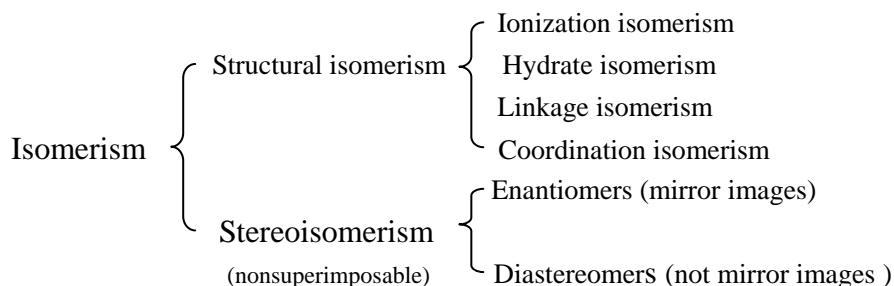 Ionization isomerism
Structural isomerism
Hydrate isomerism
Linkage isomerism
Isomerism
Coordination isomerism
Enantiomers (mirror images)
Stereoisomerism
(nonsuperimposable)
Diastereomers (not mirror images )